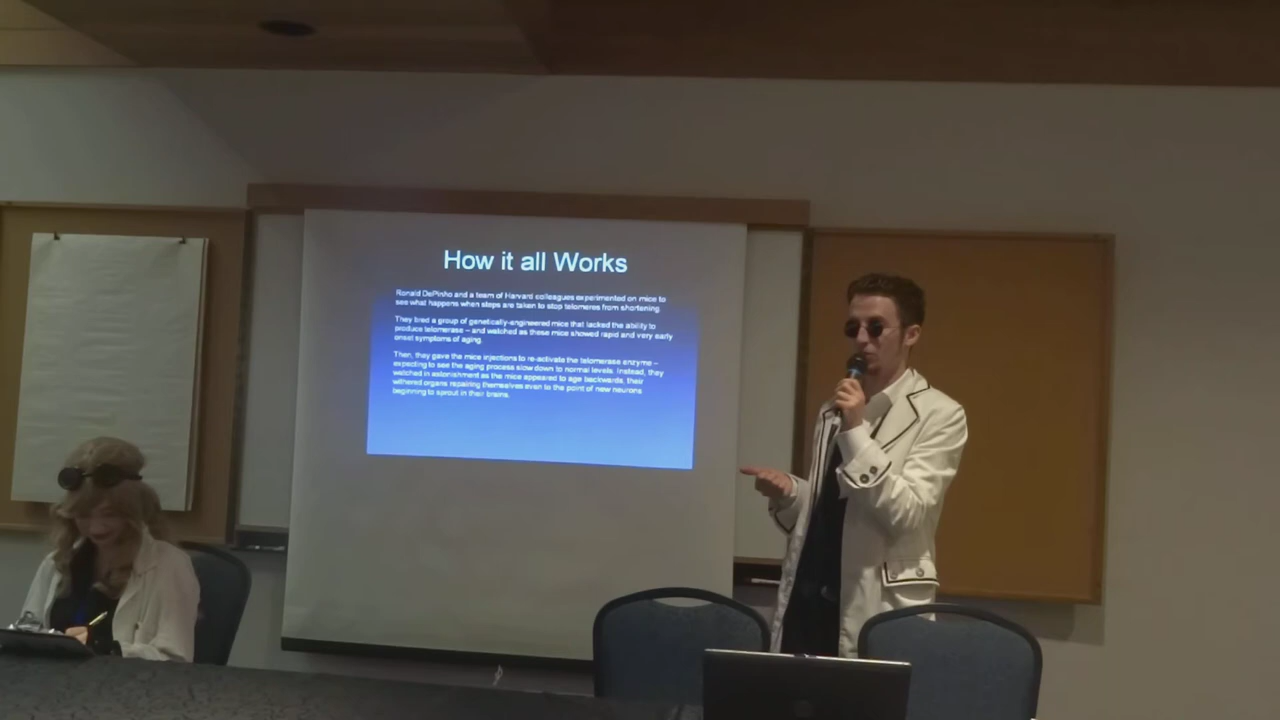 How it all Works
Ronald DePinho and a team of Harvard colleagues experimented on mice to
see what happens when steps are taken to stop telomeres from shortening.
They bred a group of genetically-engineered mice that lacked the ability to
produce telomerase – and watched as these mice showed rapid and very early
onset symptoms of aging.
Then, they gave the mice injections to re-activate the telomerase enzyme –
expecting to see the aging process slow down to normal levels. Instead, they
watched in astonishment as the mice appeared to age backwards, their
withered organs repairing themselves even to the point of new neurons
beginning to sprout in their brains.